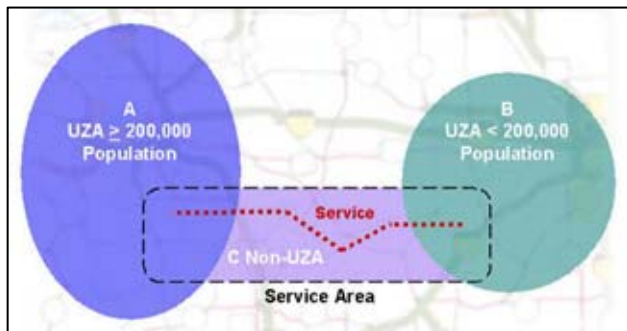 A
UZA ≥ 200,000
Population
B
UZA < 200,000
Population
Service
C Non-UZA
Service Area